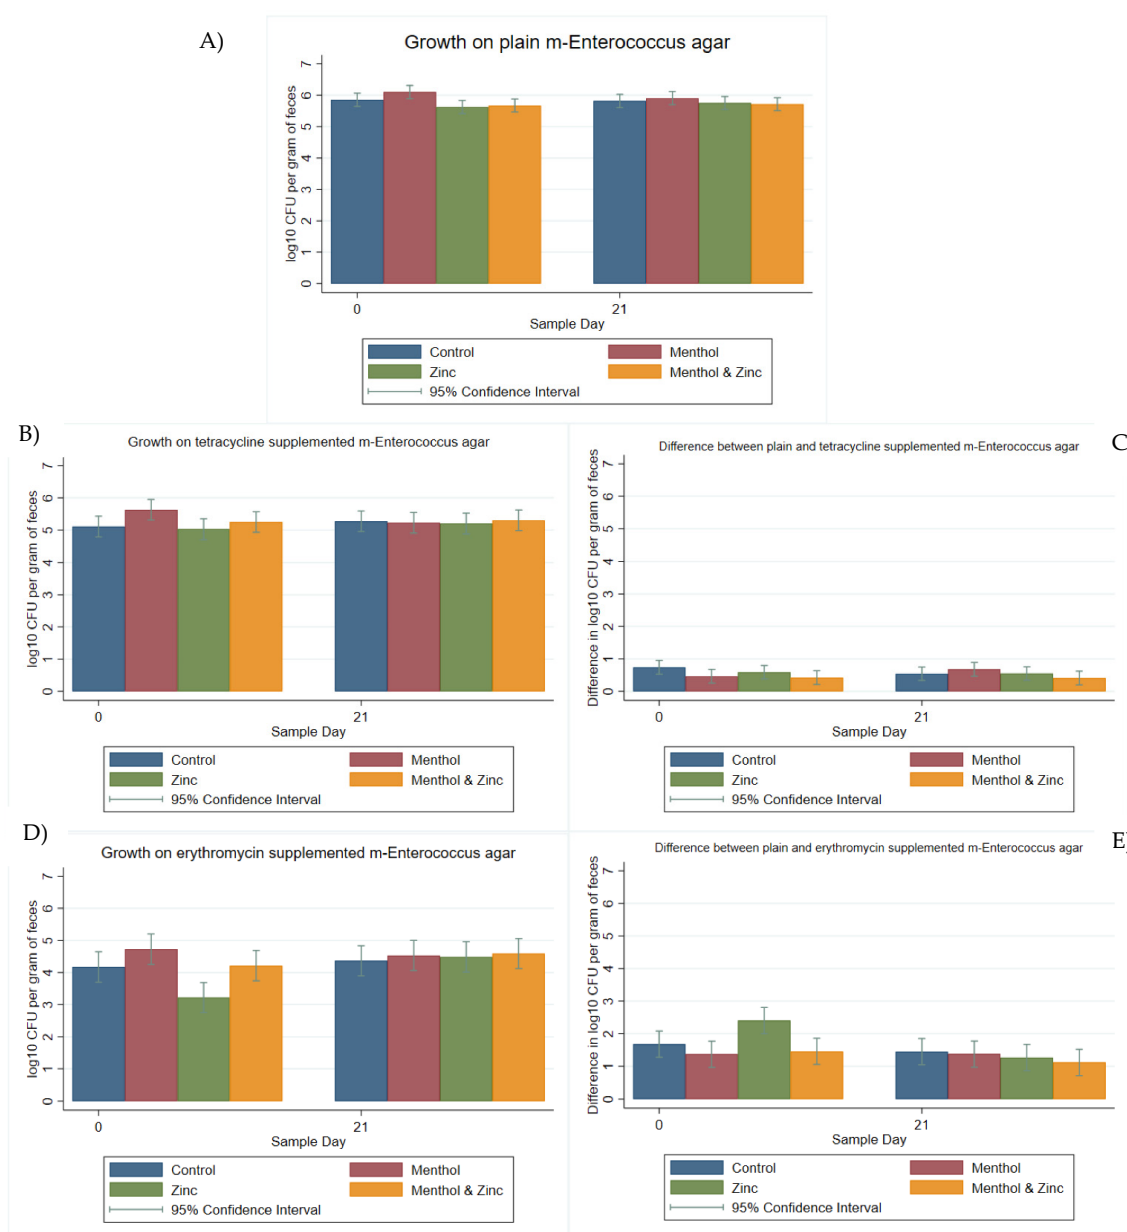 A)
Growth on plain m-Enterococcus agar
log10 CFU per gram of feces
7
6
5
4
3
2
1
0
0 21
Sample Day
Control Menthol
Zinc Menthol & Zinc
95% Confidence Interval
B)
Growth on tetracycline supplemented m-Enterococcus agar
log10 CFU per gram of feces
7
6
5
4
3
2
1
0
0 21
Sample Day
Control Menthol
Zinc Menthol & Zinc
95% Confidence Interval
C
Difference between plain and tetracycline supplemented m-Enterococcus agar
Difference in log10 CFU per gram of feces
7
6
5
4
3
2
1
0
0 21
Sample Day
Control Menthol
Zinc Menthol & Zinc
95% Confidence Interval
D)
Growth on erythromycin supplemented m-Enterococcus agar
log10 CFU per gram of feces
7
6
5
4
3
2
1
0
0 21
Sample Day
Control Menthol
Zinc Menthol & Zinc
95% Confidence Interval
E)
Difference between plain and erythromycin supplemented m-Enterococcus agar
Difference in log10 CFU per gram of feces
7
6
5
4
3
2
1
0
0 21
Sample Day
Control Menthol
Zinc Menthol & Zinc
95% Confidence Interval